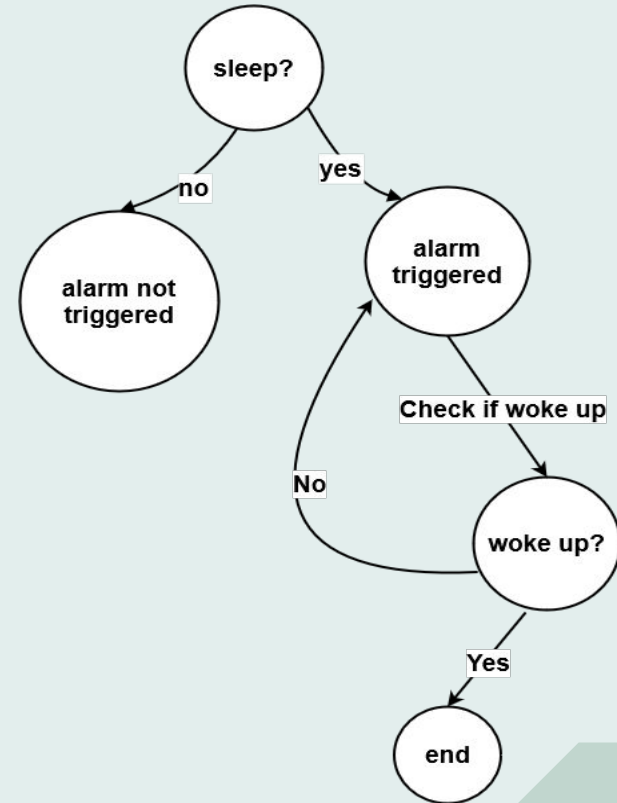 sleep?
no
yes
alarm not
triggered
alarm
triggered
Check if woke up
No
woke up?
Yes
end